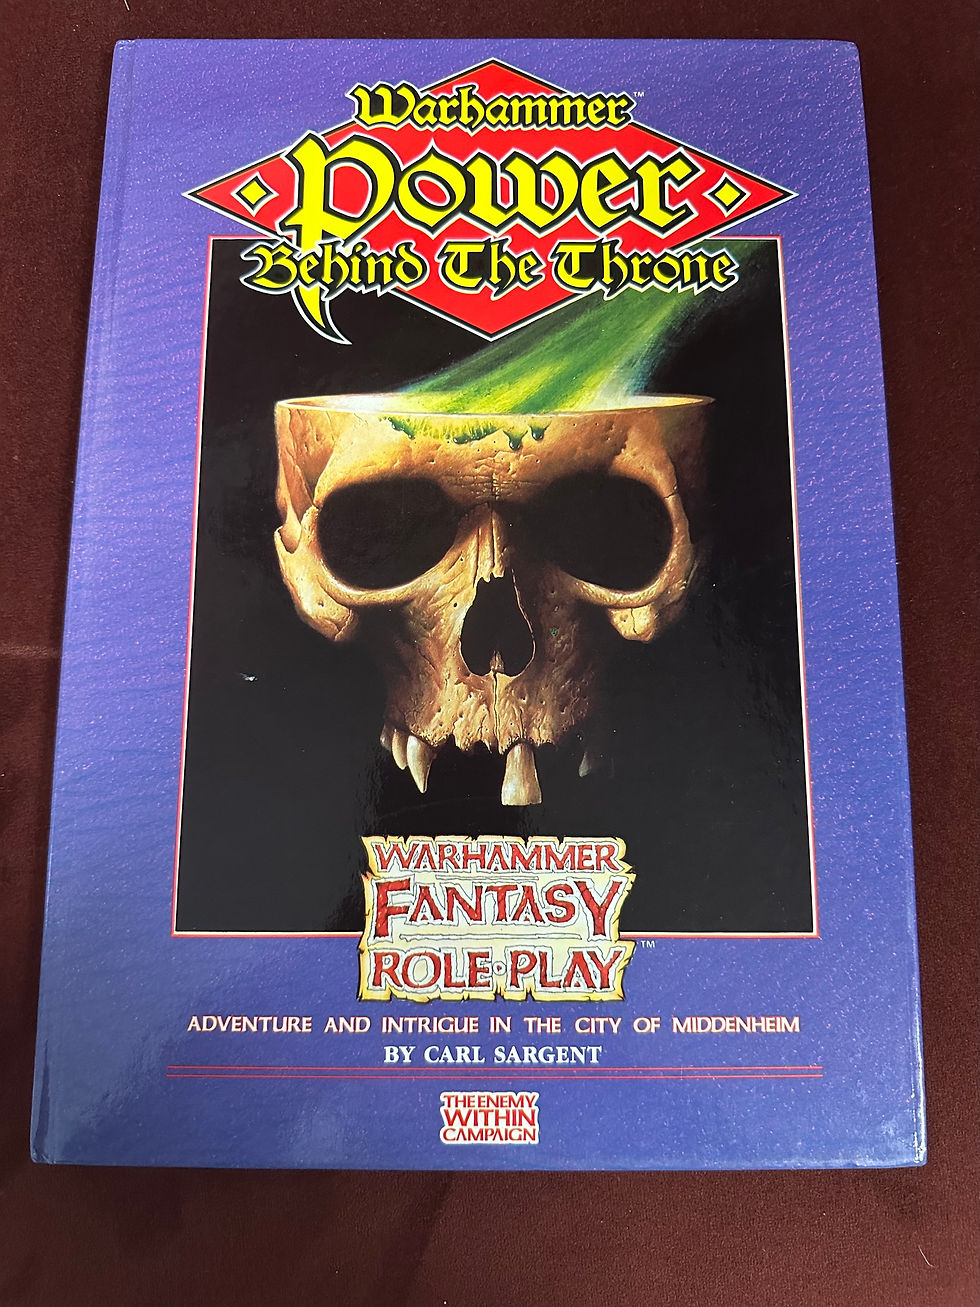 Warhammer™
Power
Behind The Throne
WARHAMMER
FANTASY
ROLE·PLAY™
ADVENTURE AND INTRIGUE IN THE CITY OF MIDDENHEIM
BY CARL SARGENT
THE ENEMY
WITHIN
CAMPAIGN